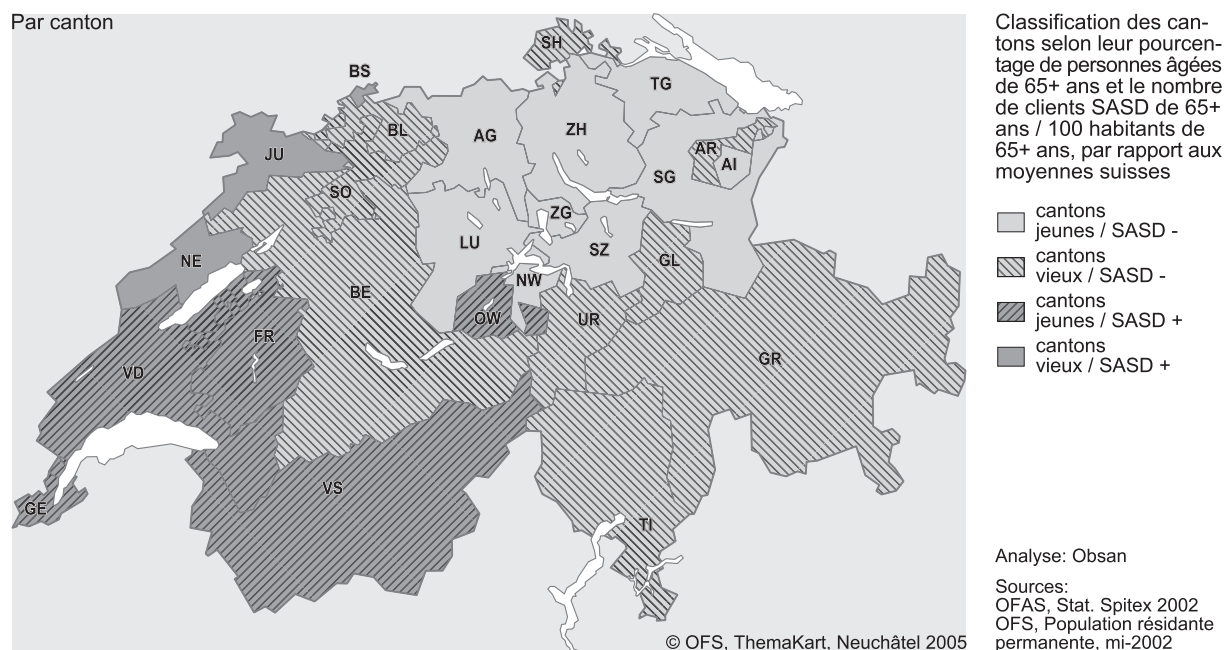 Par canton
SH
BS
TG
BL
AG
ZH
JU
AR
AI
SG
SO
ZG
LU
SZ
NE
GL
NW
BE
OW
UR
FR
GR
VD
VS
GE
TI
© OFS, ThemaKart, Neuchâtel 2005
Classification des can-
tons selon leur pourcen-
tage de personnes âgées
de 65+ ans et le nombre
de clients SASD de 65+
ans / 100 habitants de
65+ ans, par rapport aux
moyennes suisses
cantons
jeunes / SASD -
cantons
vieux / SASD -
cantons
jeunes / SASD +
cantons
vieux / SASD +
Analyse: Obsan
Sources:
OFAS, Stat. Spitex 2002
OFS, Population résidante
permanente, mi-2002